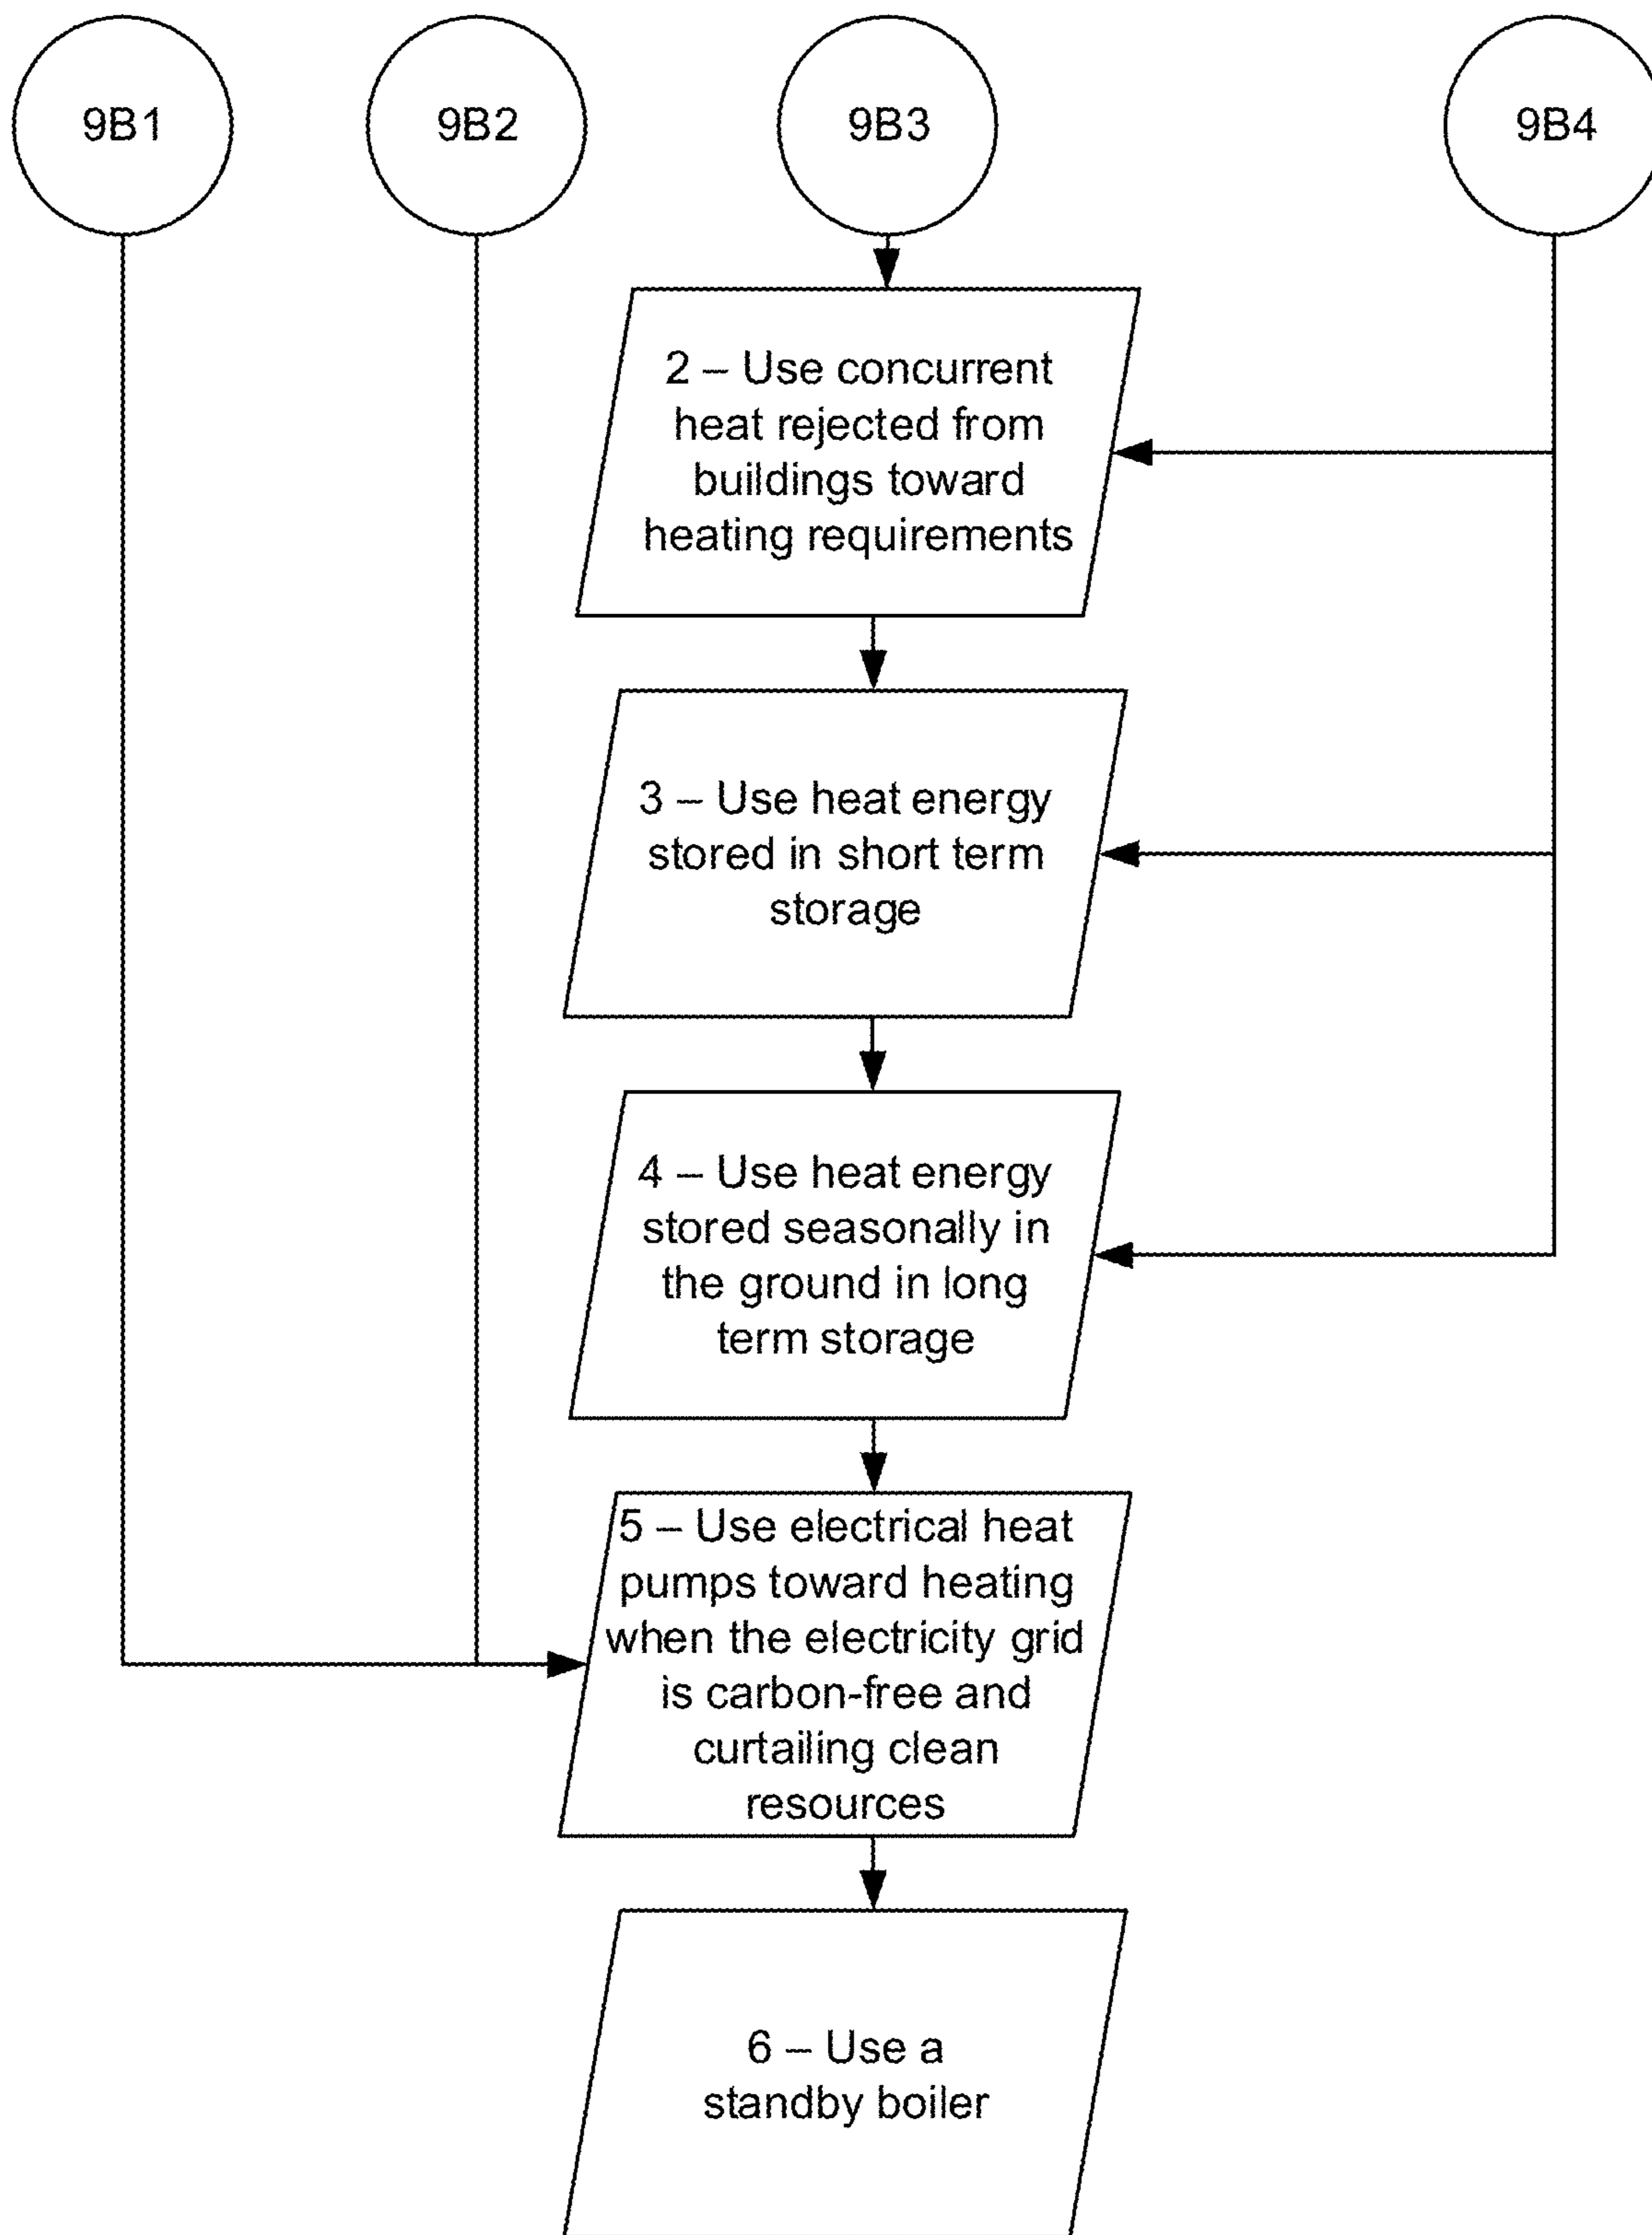 9B1
9B2
9B3
9B4
2 – Use concurrent
heat rejected from
buildings toward
heating requirements
3 – Use heat energy
stored in short term
storage
4 – Use heat energy
stored seasonally in
the ground in long
term storage
5 – Use electrical heat
pumps toward heating
when the electricity grid
is carbon-free and
curtailing clean
resources
6 – Use a
standby boiler